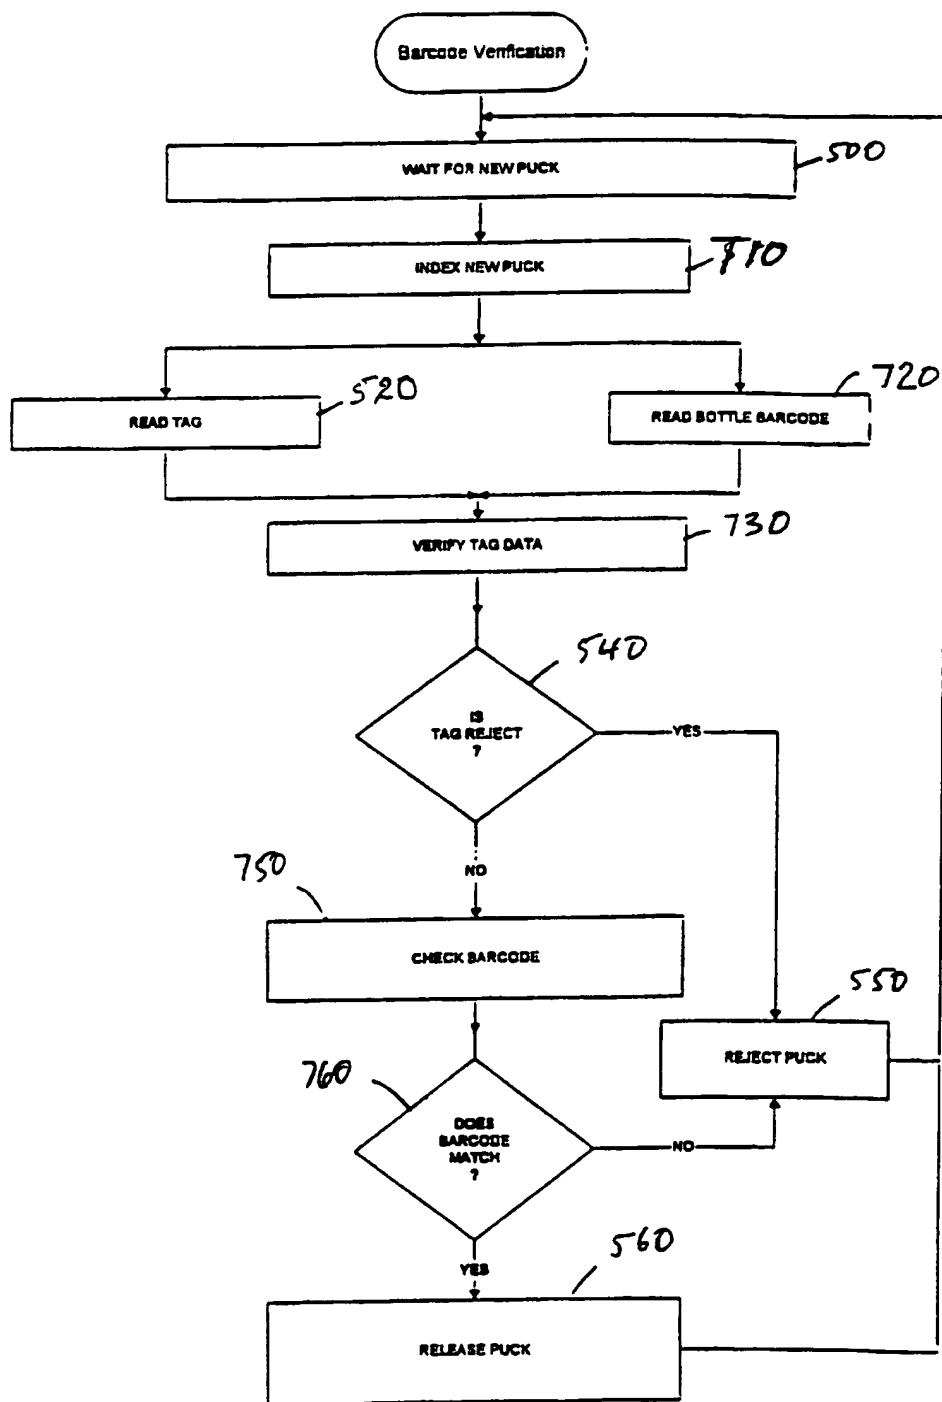 Barcode Verification
WAIT FOR NEW PUCK
500
INDEX NEW PUCK
READ TAG
520
READ BOTTLE BARCODE
720
VERIFY TAG DATA
730
IS
TAG REJECT
?
540
YES
NO
750
CHECK BARCODE
550
REJECT PUCK
760
DOES
BARCODE
MATCH
?
NO
YES
560
RELEASE PUCK